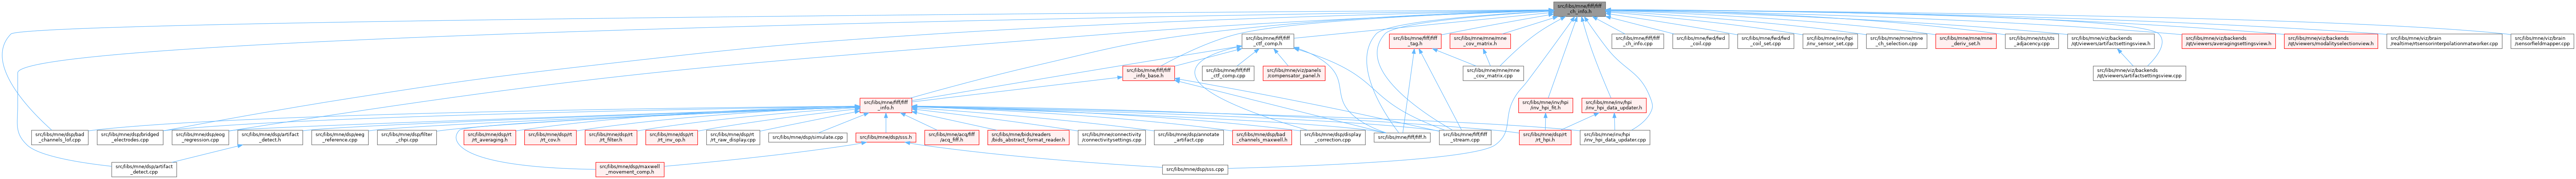 src/libs/mne/fiff/fiff
_ch_info.h
src/libs/mne/fiff/fiff
_ctf_comp.h
src/libs/mne/fiff/fiff
_tag.h
src/libs/mne/mne/mne
_cov_matrix.h
src/libs/mne/fiff/fiff
_ch_info.cpp
src/libs/mne/fwd/fwd
_coil.cpp
src/libs/mne/fwd/fwd
_coil_set.cpp
src/libs/mne/inv/hpi
/inv_sensor_set.cpp
src/libs/mne/mne/mne
_ch_selection.cpp
src/libs/mne/mne/mne
_deriv_set.h
src/libs/mne/sts/sts
_adjacency.cpp
src/libs/mne/viz/backends
/qt/viewers/artifactsettingsview.h
src/libs/mne/viz/backends
/qt/viewers/averagingsettingsview.h
src/libs/mne/viz/backends
/qt/viewers/modalityselectionview.h
src/libs/mne/viz/brain
/realtime/rtsensorinterpolationmatworker.cpp
src/libs/mne/viz/brain
/sensorfieldmapper.cpp
src/libs/mne/fiff/fiff
_info_base.h
src/libs/mne/fiff/fiff
_ctf_comp.cpp
src/libs/mne/viz/panels
/compensator_panel.h
src/libs/mne/mne/mne
_cov_matrix.cpp
src/libs/mne/viz/backends
/qt/viewers/artifactsettingsview.cpp
src/libs/mne/fiff/fiff
_info.h
src/libs/mne/inv/hpi
/inv_hpi_fit.h
src/libs/mne/inv/hpi
/inv_hpi_data_updater.h
src/libs/mne/dsp/bad
_channels_lof.cpp
src/libs/mne/dsp/bridged
_electrodes.cpp
src/libs/mne/dsp/eog
_regression.cpp
src/libs/mne/dsp/artifact
_detect.h
src/libs/mne/dsp/eeg
_reference.cpp
src/libs/mne/dsp/filter
_chpi.cpp
src/libs/mne/dsp/rt
/rt_averaging.h
src/libs/mne/dsp/rt
/rt_cov.h
src/libs/mne/dsp/rt
/rt_filter.h
src/libs/mne/dsp/rt
/rt_inv_op.h
src/libs/mne/dsp/rt
/rt_raw_display.cpp
src/libs/mne/dsp/simulate.cpp
src/libs/mne/dsp/sss.h
src/libs/mne/acq/fiff
/acq_fiff.h
src/libs/mne/bids/readers
/bids_abstract_format_reader.h
src/libs/mne/connectivity
/connectivitysettings.cpp
src/libs/mne/dsp/annotate
_artifact.cpp
src/libs/mne/dsp/bad
_channels_maxwell.h
src/libs/mne/dsp/display
_correction.cpp
src/libs/mne/fiff/fiff.h
src/libs/mne/fiff/fiff
_stream.cpp
src/libs/mne/dsp/rt
/rt_hpi.h
src/libs/mne/inv/hpi
/inv_hpi_data_updater.cpp
src/libs/mne/dsp/artifact
_detect.cpp
src/libs/mne/dsp/maxwell
_movement_comp.h
src/libs/mne/dsp/sss.cpp